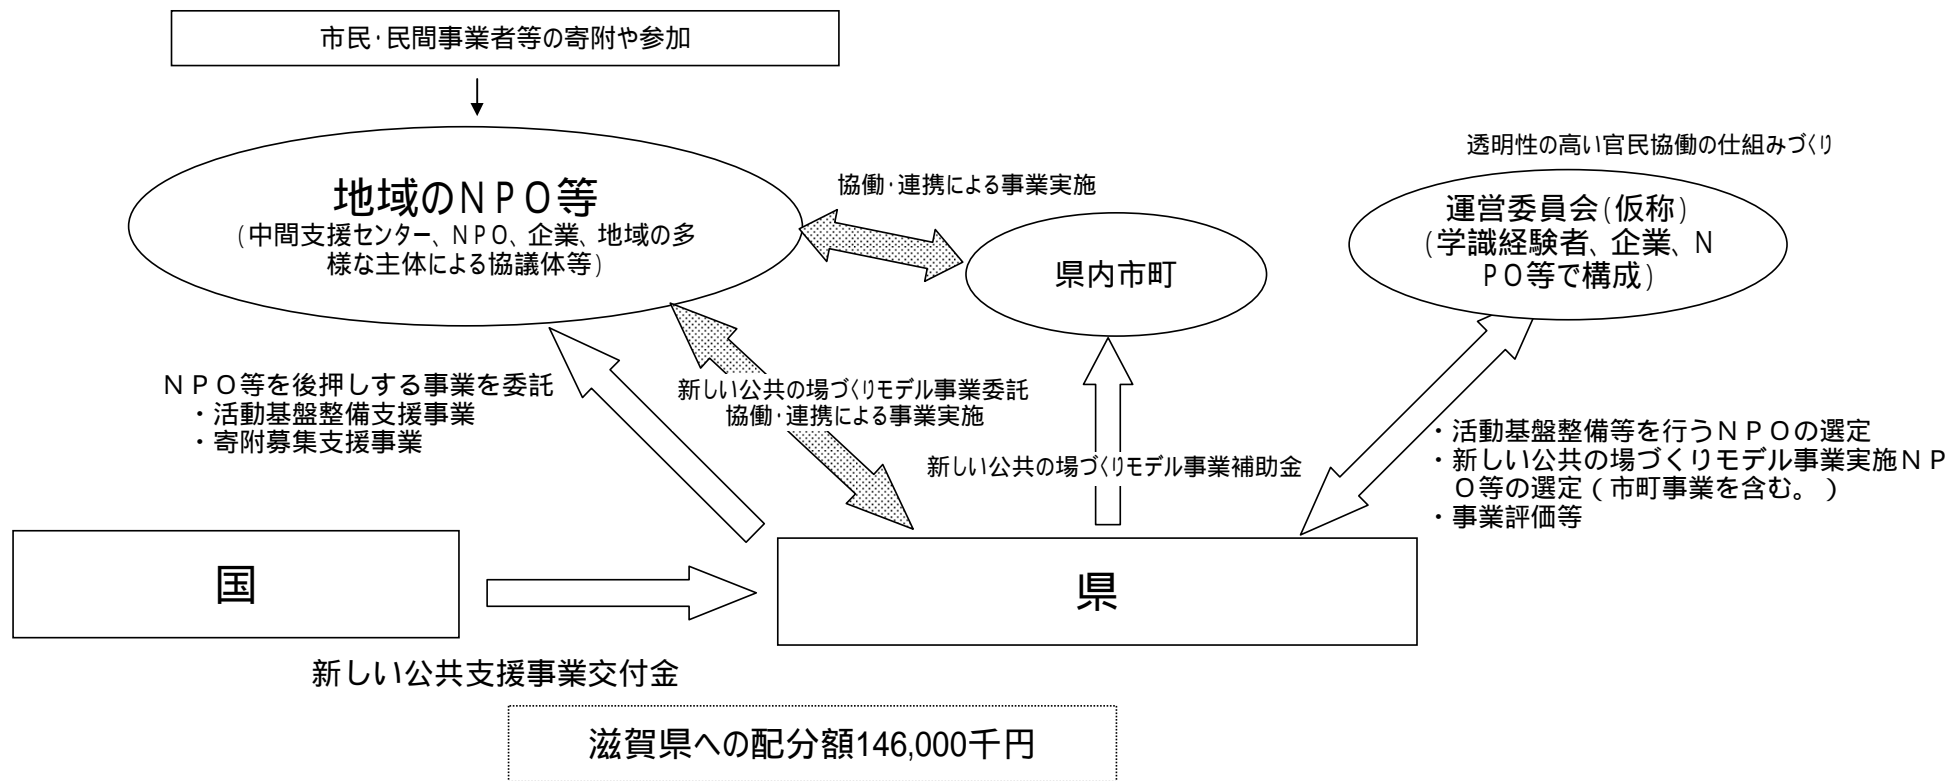 市民･民間事業者等の寄附や参加
透明性の高い官民協働の仕組みづくり
地域のＮＰＯ等
(中間支援センター、ＮＰＯ、企業、地域の多
様な主体による協議体等)
協働･連携による事業実施
県内市町
運営委員会(仮称)
(学識経験者、企業、Ｎ
ＰＯ等で構成)
ＮＰＯ等を後押しする事業を委託
・活動基盤整備支援事業
・寄附募集支援事業
新しい公共の場づくりモデル事業委託
協働･連携による事業実施
新しい公共の場づくりモデル事業補助金
・活動基盤整備等を行うＮＰＯの選定
・新しい公共の場づくりモデル事業実施ＮＰ
Ｏ等の選定（市町事業を含む。）
・事業評価等
国
県
新しい公共支援事業交付金
滋賀県への配分額146,000千円